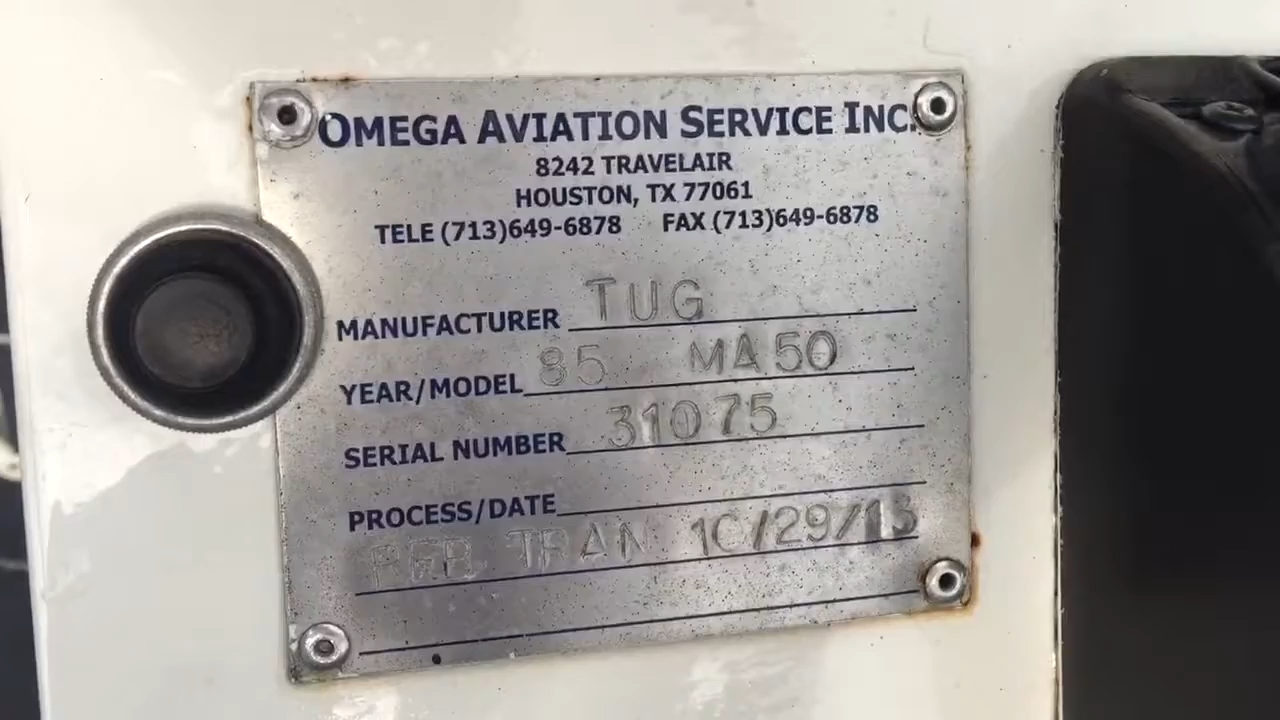 OMEGA AVIATION SERVICE INC.
8242 TRAVELAIR
HOUSTON, TX 77061
TELE (713)649-6878 FAX (713)649-6878
MANUFACTURER TUG
YEAR/MODEL 85 MA50
SERIAL NUMBER 31075
PROCESS/DATE
TRAN 10/29/13